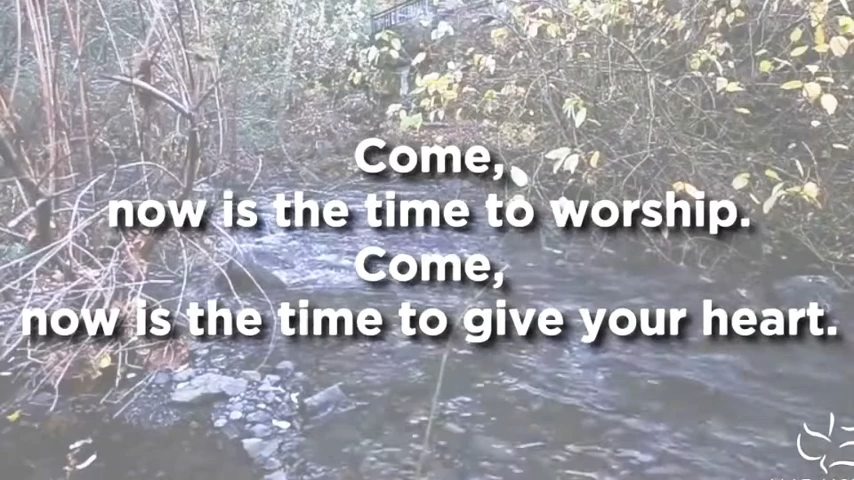 Come,
now is the time to worship.
Come,
now is the time to give your heart.